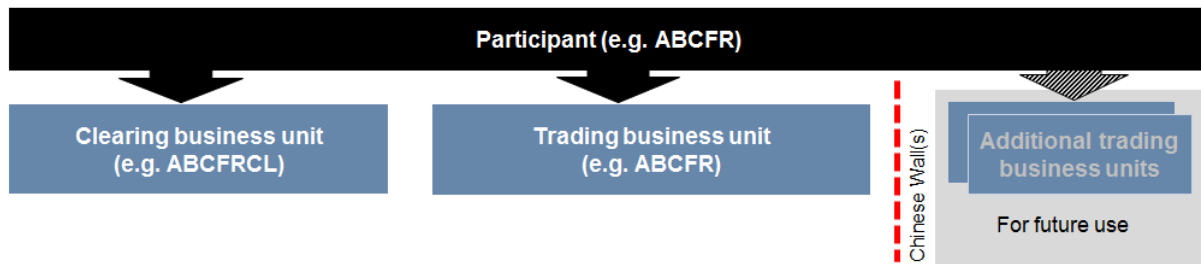 Participant (e.g. ABCFR)
Clearing business unit
(e.g. ABCFRCL)
Trading business unit
(e.g. ABCFR)
Chinese Wall(s)
Additional trading
business units
For future use